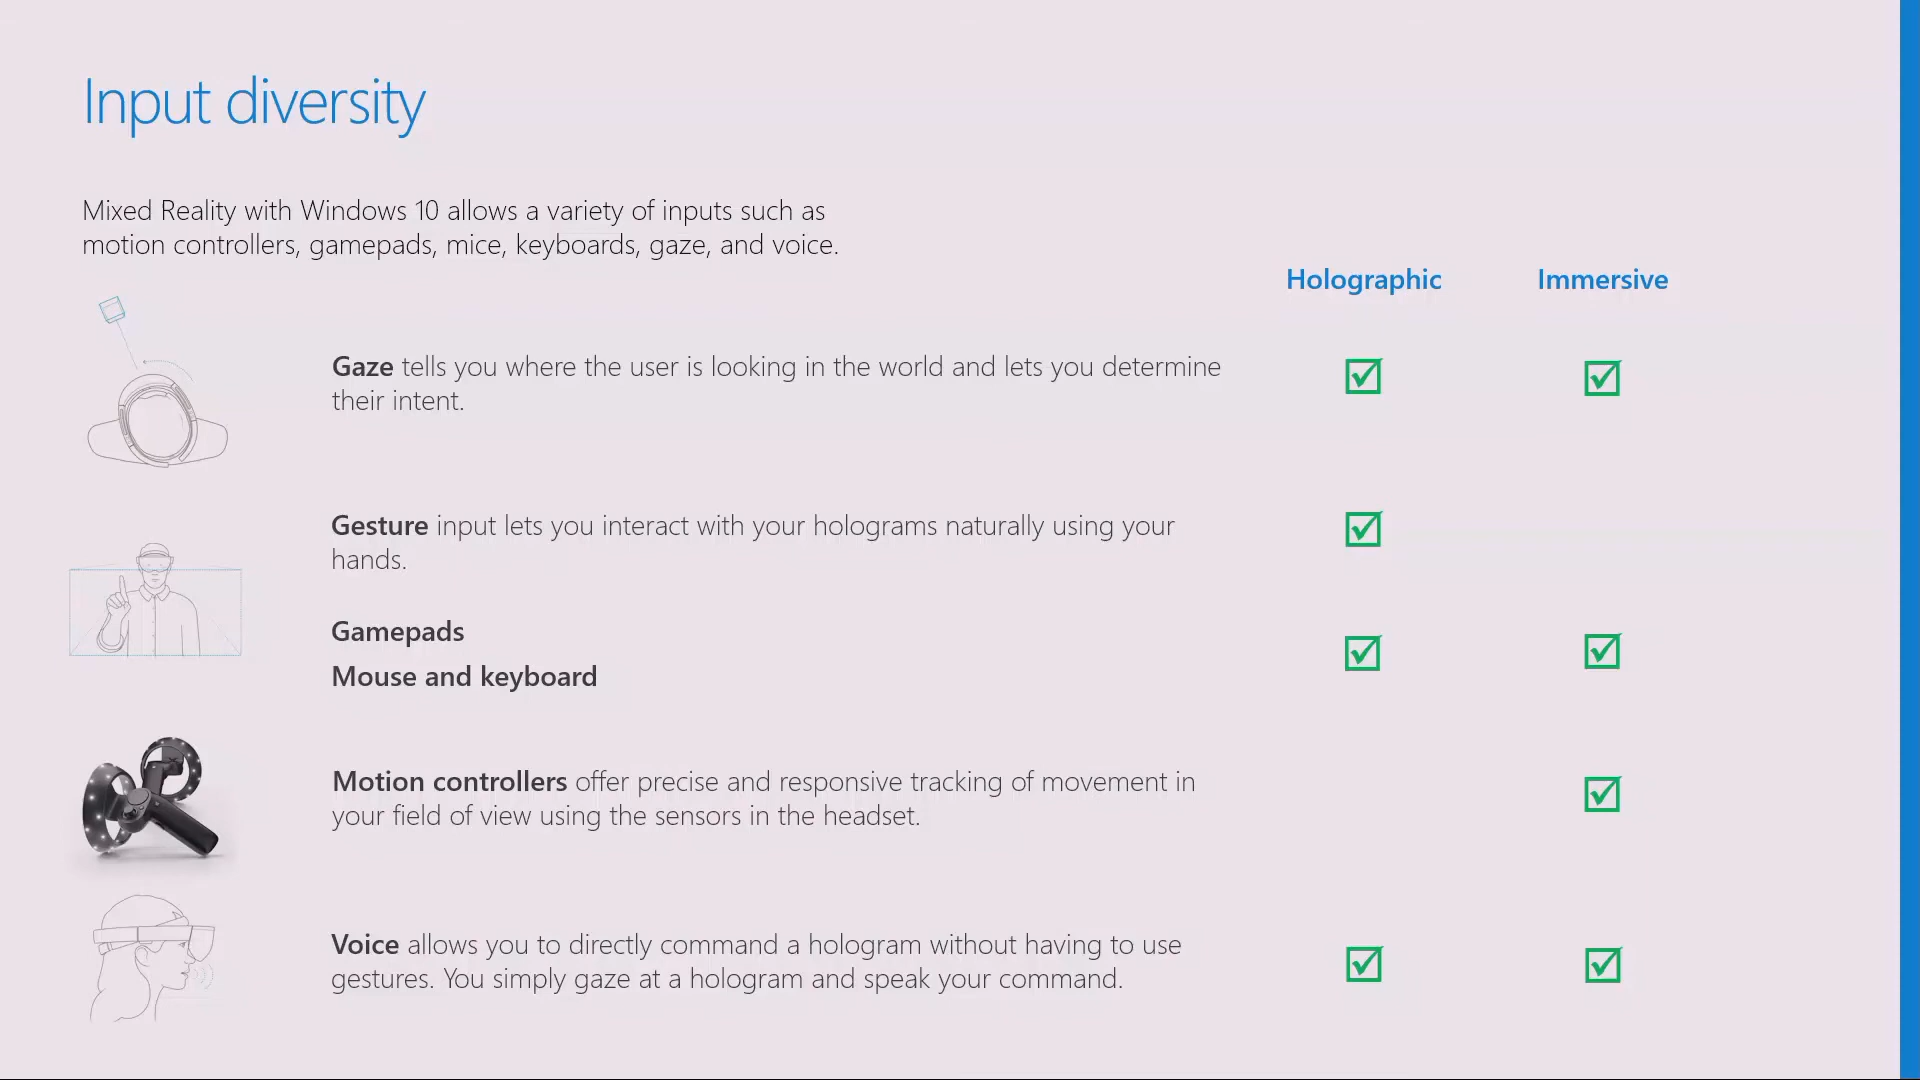 Input diversity
Mixed Reality with Windows 10 allows a variety of inputs such as
motion controllers, gamepads, mice, keyboards, gaze, and voice.
Holographic Immersive
Gaze tells you where the user is looking in the world and lets you determine
their intent.
Gesture input lets you interact with your holograms naturally using your
hands.
Gamepads
Mouse and keyboard
Motion controllers offer precise and responsive tracking of movement in
your field of view using the sensors in the headset.
Voice allows you to directly command a hologram without having to use
gestures. You simply gaze at a hologram and speak your command.